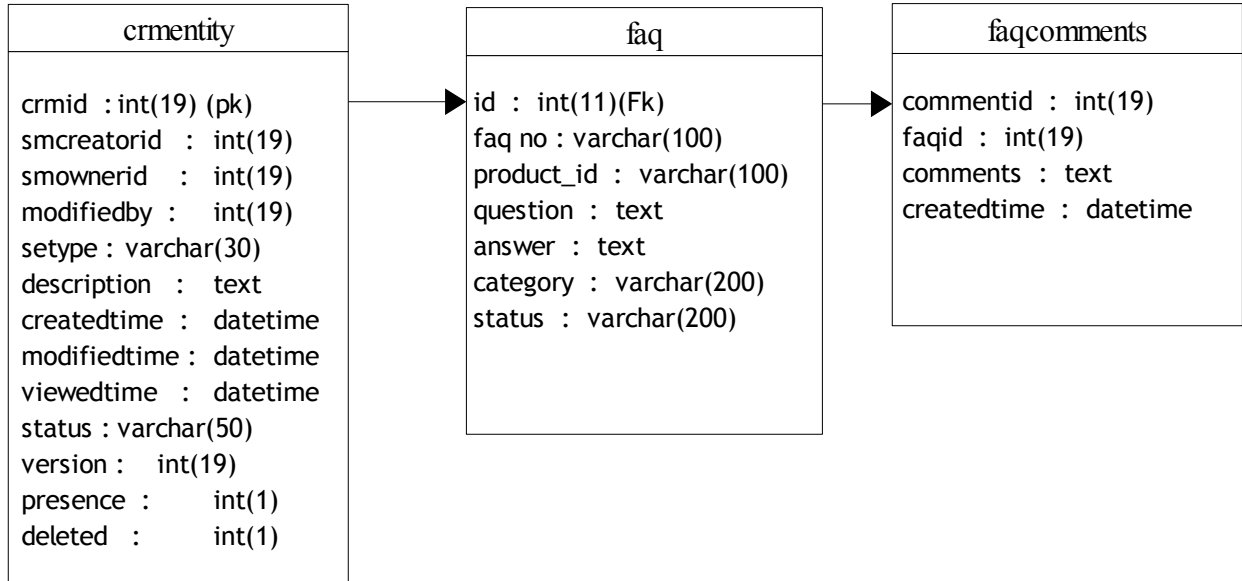 crmentity
crmid : int(19) (pk)
smcreatorid : int(19)
smownerid : int(19)
modifiedby : int(19)
setype : varchar(30)
description : text
createdtime : datetime
modifiedtime : datetime
viewedtime : datetime
status : varchar(50)
version : int(19)
presence : int(1)
deleted : int(1)
faq
id : int(11)(Fk)
faq no : varchar(100)
product_id : varchar(100)
question : text
answer : text
category : varchar(200)
status : varchar(200)
faqcomments
commentid : int(19)
faqid : int(19)
comments : text
createdtime : datetime